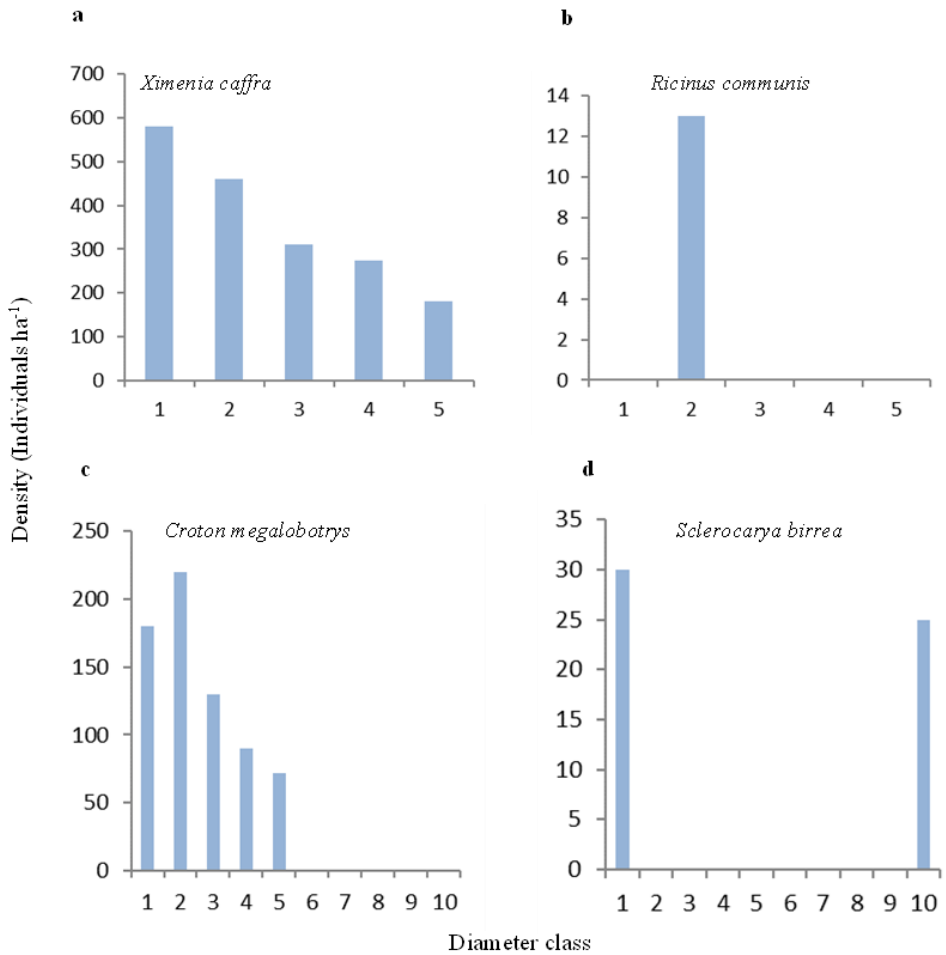 a
Ximenia caffra
700
600
500
400
300
200
100
0
1 2 3 4 5
b
Ricinus communis
14
12
10
8
6
4
2
0
1 2 3 4 5
Density (Individuals ha⁻¹)
c
Croton megalobotrys
250
200
150
100
50
0
1 2 3 4 5 6 7 8 9 10
d
Sclerocarya birrea
35
30
25
20
15
10
5
0
1 2 3 4 5 6 7 8 9 10
Diameter class